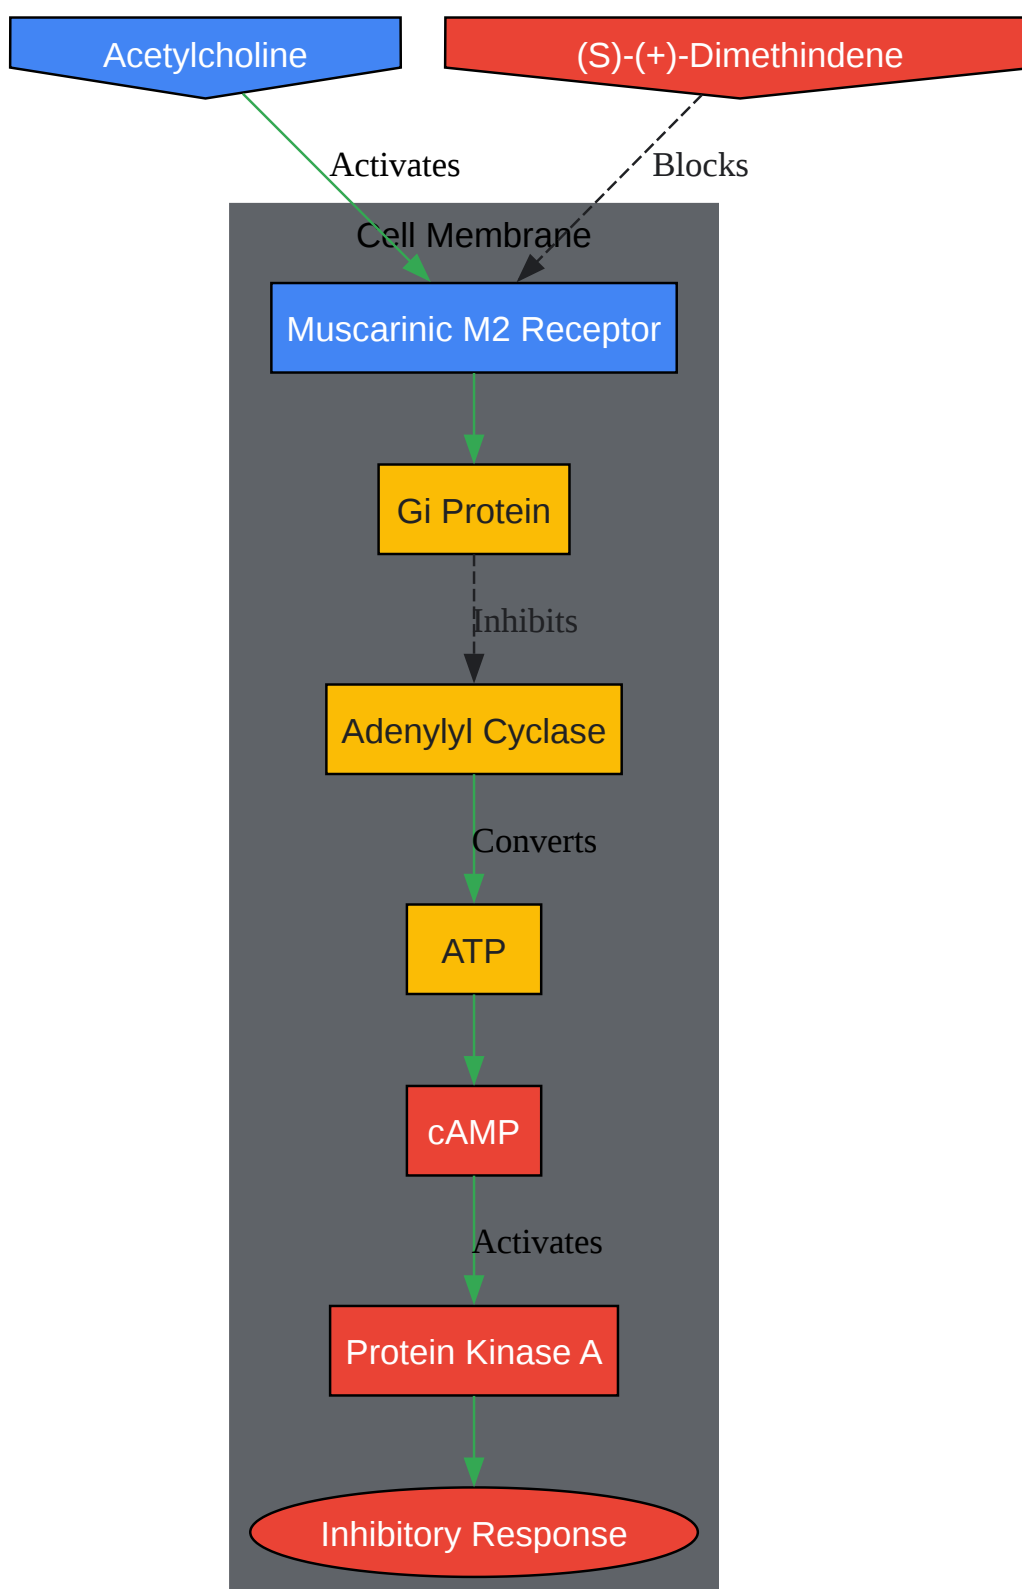 Acetylcholine
(S)-(+)-Dimethindene
Activates
Blocks
Cell Membrane
Muscarinic M2 Receptor
Gi Protein
Inhibits
Adenylyl Cyclase
Converts
ATP
cAMP
Activates
Protein Kinase A
Inhibitory Response